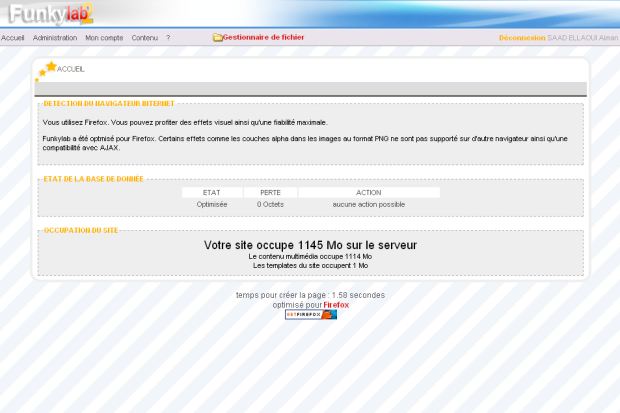 Funkylab2
Accueil Administration Mon compte Contenu ? Gestionnaire de fichier Déconnexion SAAD ELLAOUI Aiman
ACCUEIL
DETECTION DU NAVIGATEUR INTERNET
Vous utilisez Firefox. Vous pouvez profiter des effets visuel ainsi qu'une fiabilité maximale.
Funkylab a été optmisé pour Firefox. Certains effets comme les couches alpha dans les images au format PNG ne sont pas supporté sur d'autre navigateur ainsi qu'une
compatibilité avec AJAX.
ETAT DE LA BASE DE DONNÉE
ETAT PERTE ACTION
Optimisée 0 Octets aucune action possible
OCCUPATION DU SITE
Votre site occupe 1145 Mo sur le serveur
Le contenu multimédia occupe 1114 Mo
Les templates du site occupent 1 Mo
temps pour créer la page : 1.58 secondes
optimisé pour Firefox
GETFIREFOX